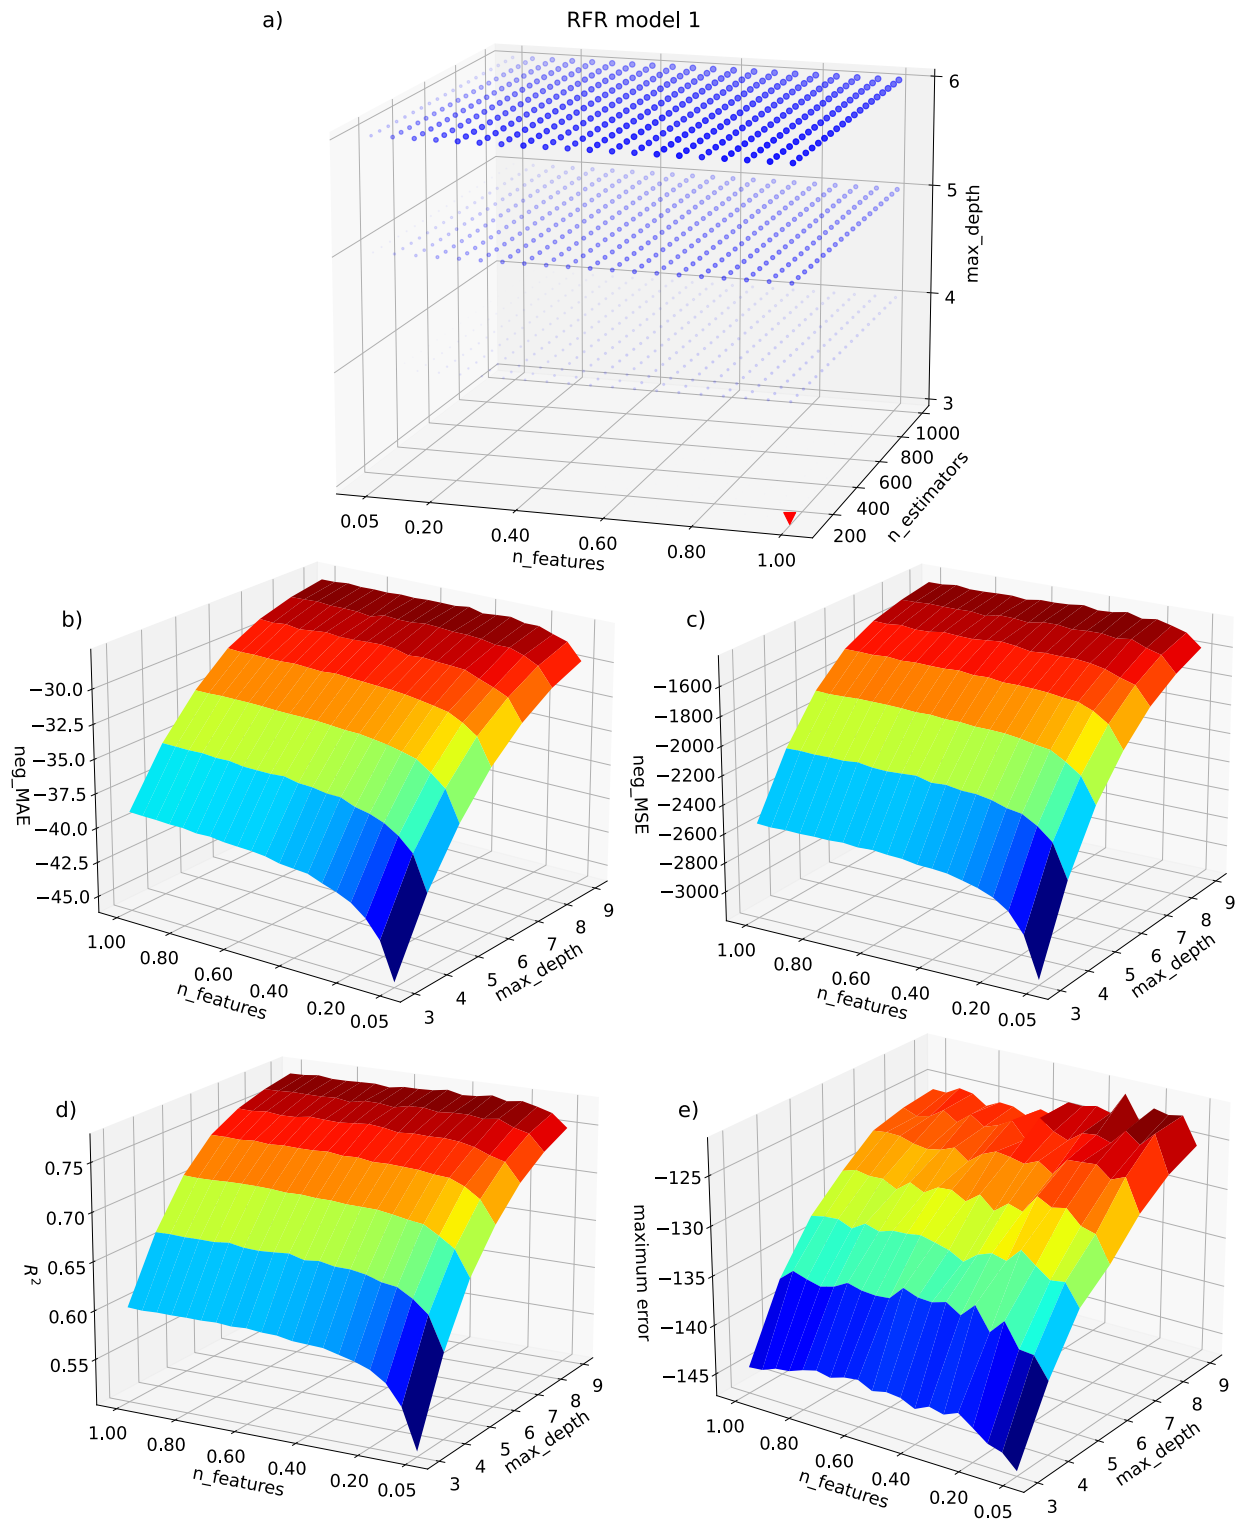 a) RFR model 1
6
5
4
3
max_depth
1000
800
600
400
200
n_estimators
0.05 0.20 0.40 0.60 0.80 1.00
n_features
b)
−30.0
−32.5
−35.0
−37.5
−40.0
−42.5
−45.0
neg_MAE
1.00 0.80 0.60 0.40 0.20 0.05
n_features
3 4 5 6 7 8 9
max_depth
c)
−1600
−1800
−2000
−2200
−2400
−2600
−2800
−3000
neg_MSE
1.00 0.80 0.60 0.40 0.20 0.05
n_features
3 4 5 6 7 8 9
max_depth
d)
0.75
0.70
0.65
0.60
0.55
R²
1.00 0.80 0.60 0.40 0.20 0.05
n_features
3 4 5 6 7 8 9
max_depth
e)
−125
−130
−135
−140
−145
maximum error
1.00 0.80 0.60 0.40 0.20 0.05
n_features
3 4 5 6 7 8 9
max_depth